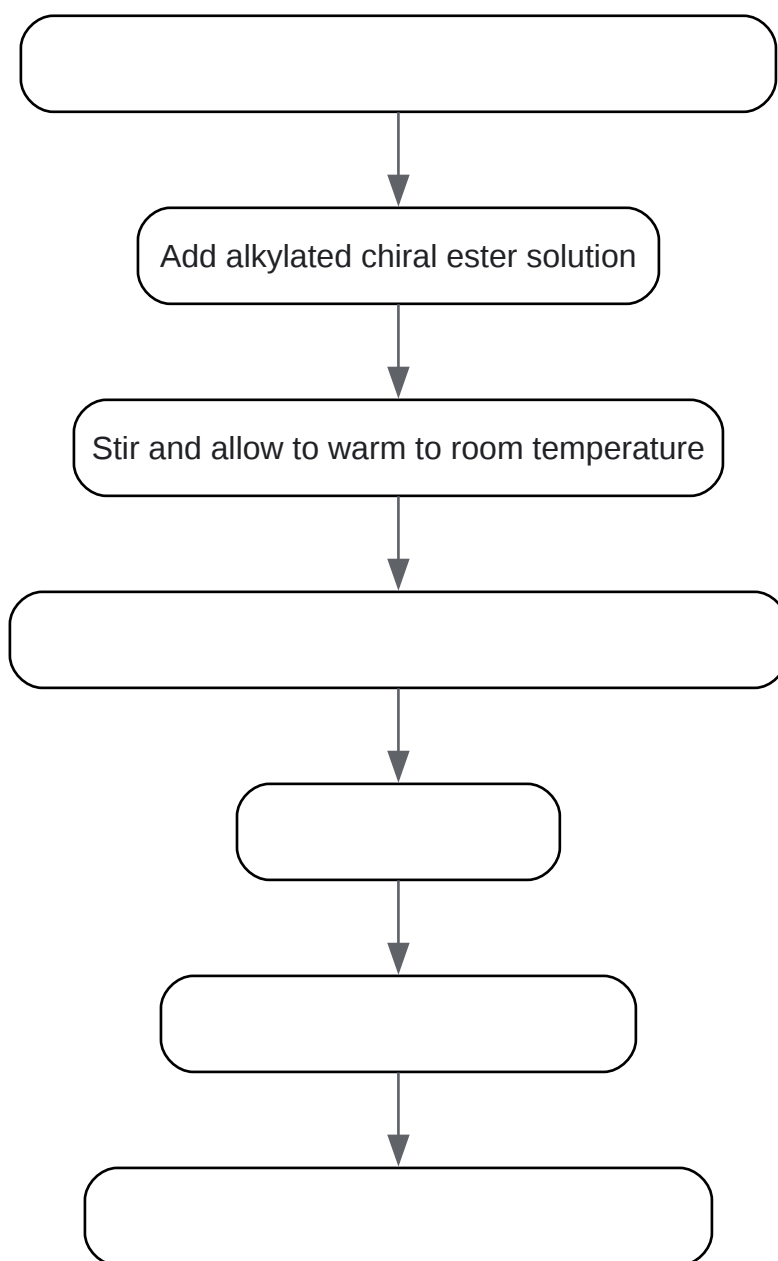 Add alkylated chiral ester solution
Stir and allow to warm to room temperature